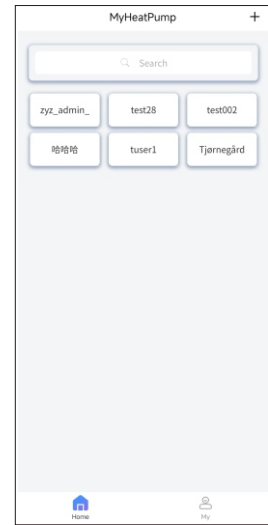 MyHeatPump +
Search
zyz_admin_ test28 test002
哈哈哈 tuser1 Tjørnegård
Home My